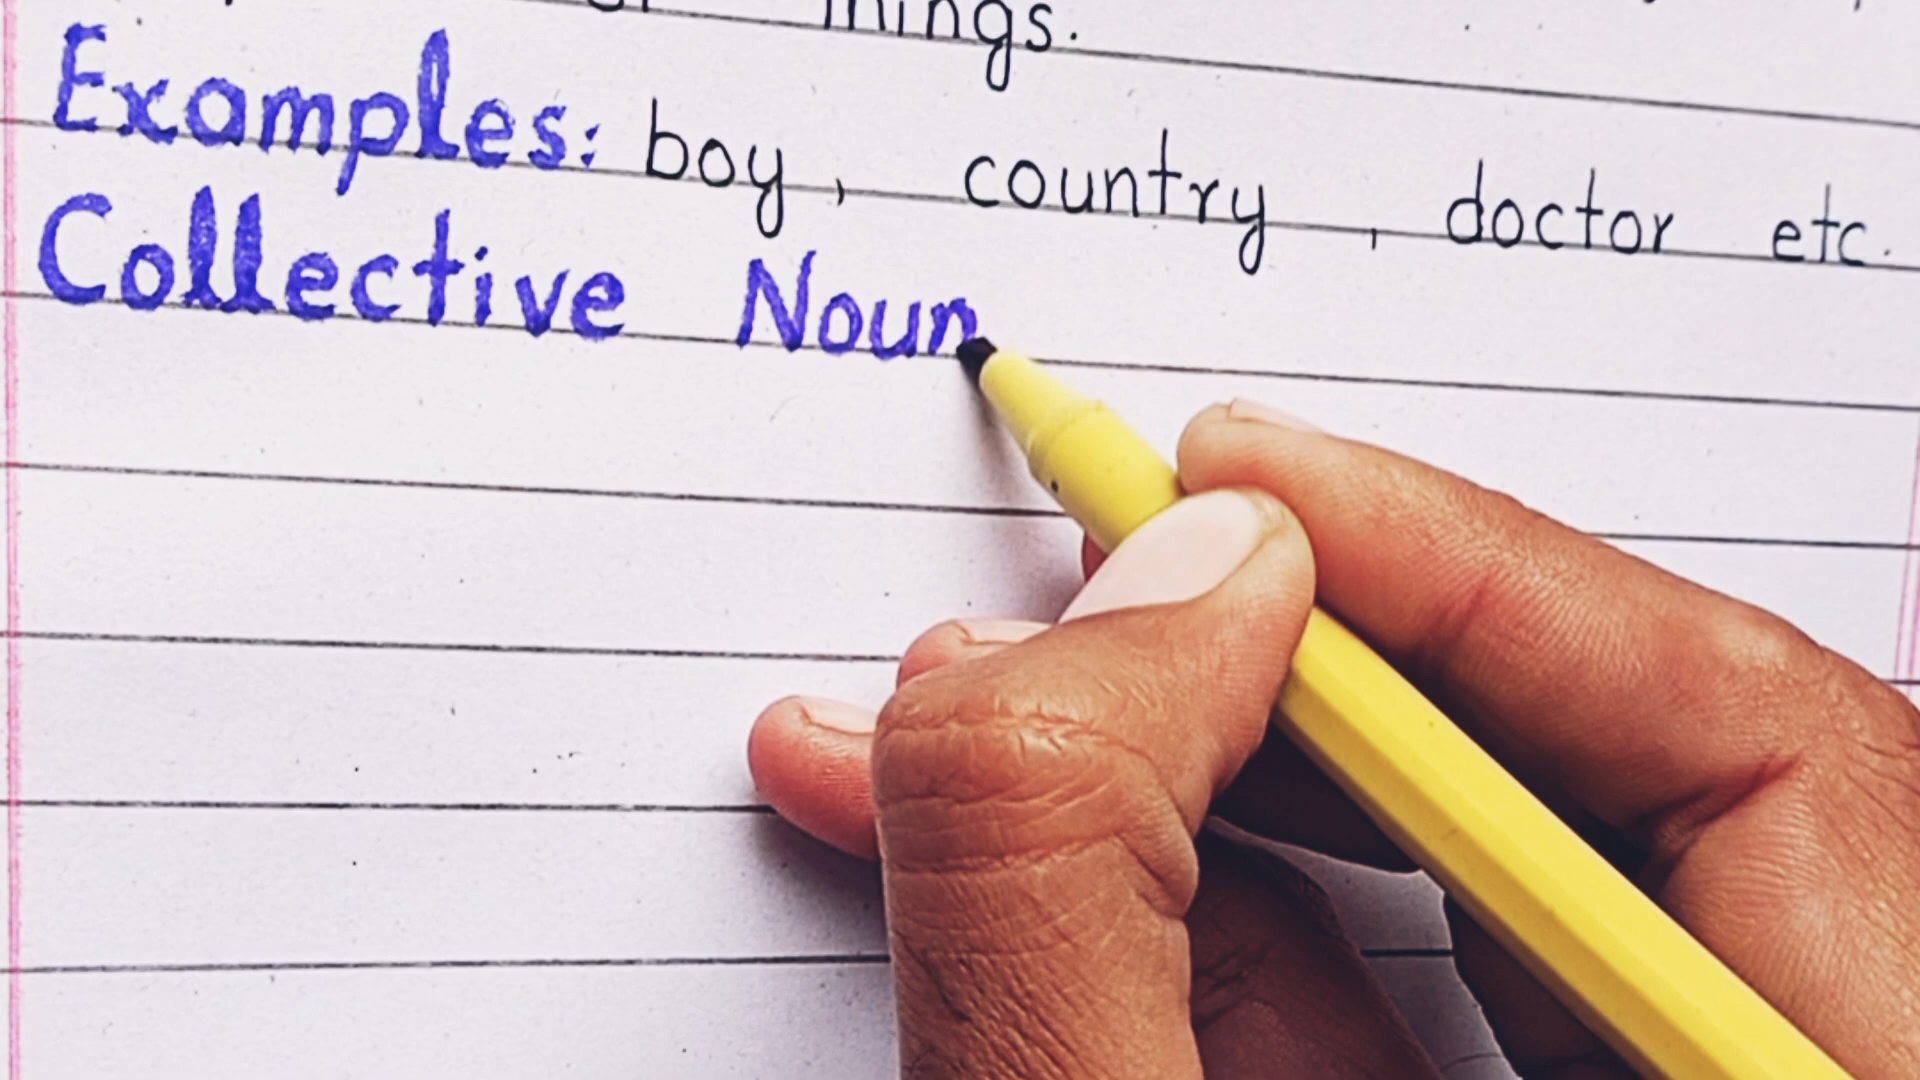 things.
Examples: boy, country, doctor etc.
Collective Noun